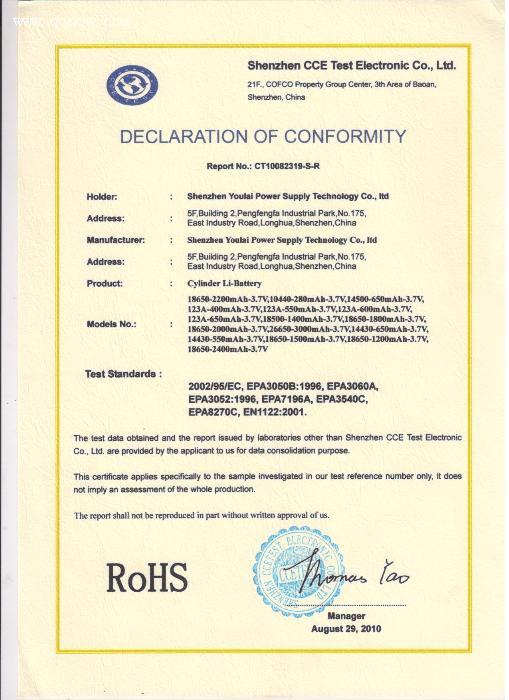 Shenzhen CCE Test Electronic Co., Ltd.
21F., COFCO Property Group Center, 3th Area of Baoan,
Shenzhen, China
DECLARATION OF CONFORMITY
Report No.: CT10082319-S-R
Holder: : Shenzhen Youlai Power Supply Technology Co., ltd
Address: : 5F,Building 2,Pengfengfa Industrial Park,No.175,
East Industry Road,Longhua,Shenzhen,China
Manufacturer: : Shenzhen Youlai Power Supply Technology Co., ltd
Address: : 5F,Building 2,Pengfengfa Industrial Park,No.175,
East Industry Road,Longhua,Shenzhen,China
Product: : Cylinder Li-Battery
18650-2200mAh-3.7V,10440-280mAh-3.7V,14500-650mAh-3.7V,
123A-400mAh-3.7V,123A-550mAh-3.7V,123A-600mAh-3.7V,
123A-650mAh-3.7V,18500-1400mAh-3.7V,18650-1800mAh-3.7V,
Models No.: : 18650-2000mAh-3.7V,26650-3000mAh-3.7V,14430-650mAh-3.7V,
14430-550mAh-3.7V,18650-1500mAh-3.7V,18650-1200mAh-3.7V,
18650-2400mAh-3.7V
Test Standards :
2002/95/EC, EPA3050B:1996, EPA3060A,
EPA3052:1996, EPA7196A, EPA3540C,
EPA8270C, EN1122:2001.
The test data obtained and the report issued by laboratories other than Shenzhen CCE Test Electronic
Co., Ltd. are provided by the applicant to us for data consolidation purpose.
This certificate applies specifically to the sample investigated in our test reference number only, it does
not imply an assessment of the whole production.
The report shall not be reproduced in part without written approval of us.
RoHS
Thomas Yao
Manager
August 29, 2010